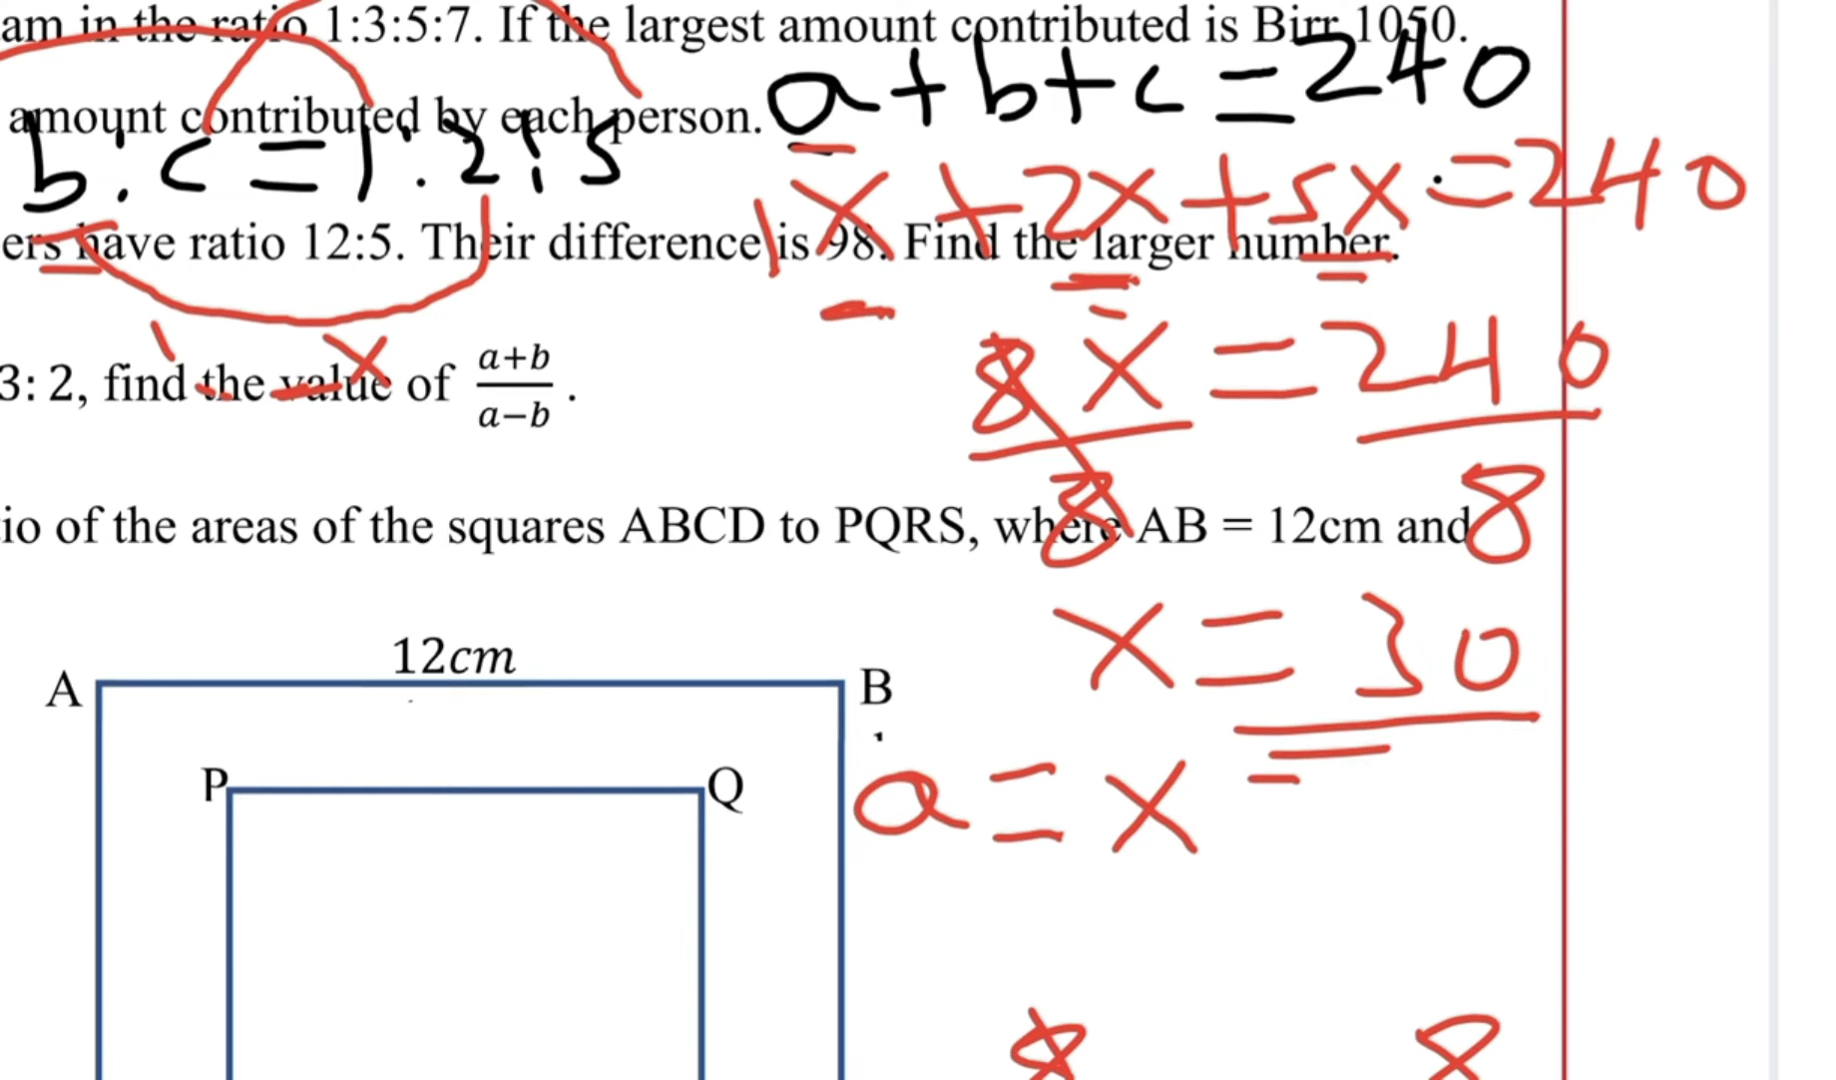 am in the ratio 1:3:5:7. If the largest amount contributed is Birr 1050.
a+b+c=240
amount contributed by each person.
b:c=1:2:5
1x+2x+5x=240
ers have ratio 12:5. Their difference is 98. Find the larger number.
8x=240
1 x
3: 2, find the value of a+b / a−b .
8 8
io of the areas of the squares ABCD to PQRS, where AB = 12cm and
x=30
12cm
A B
P Q
a=x
8 8